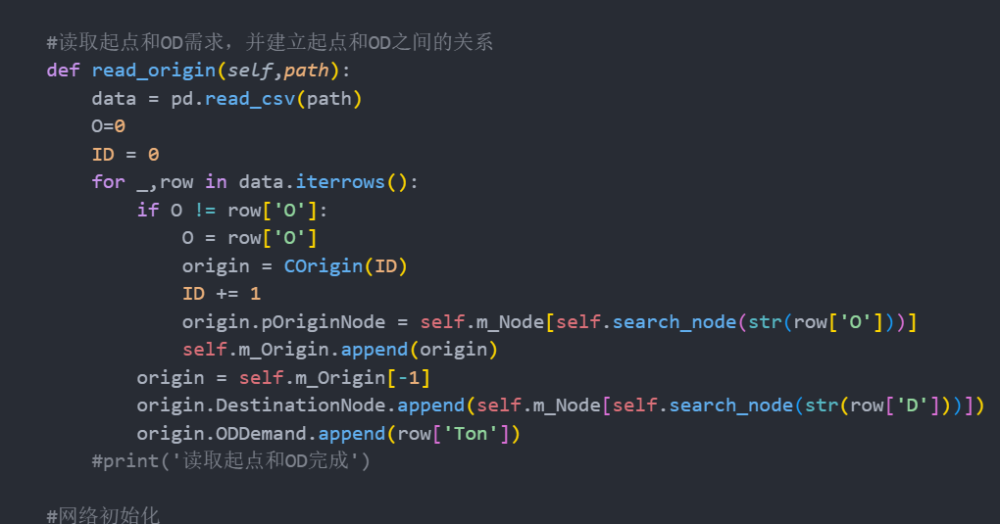 #读取起点和OD需求，并建立起点和OD之间的关系
def read_origin(self,path):
    data = pd.read_csv(path)
    O=0
    ID = 0
    for _,row in data.iterrows():
        if O != row['O']:
            O = row['O']
            origin = COrigin(ID)
            ID += 1
            origin.pOriginNode = self.m_Node[self.search_node(str(row['O']))]
            self.m_Origin.append(origin)
        origin = self.m_Origin[-1]
        origin.DestinationNode.append(self.m_Node[self.search_node(str(row['D']))])
        origin.ODDemand.append(row['Ton'])
    #print('读取起点和OD完成')
#网络初始化